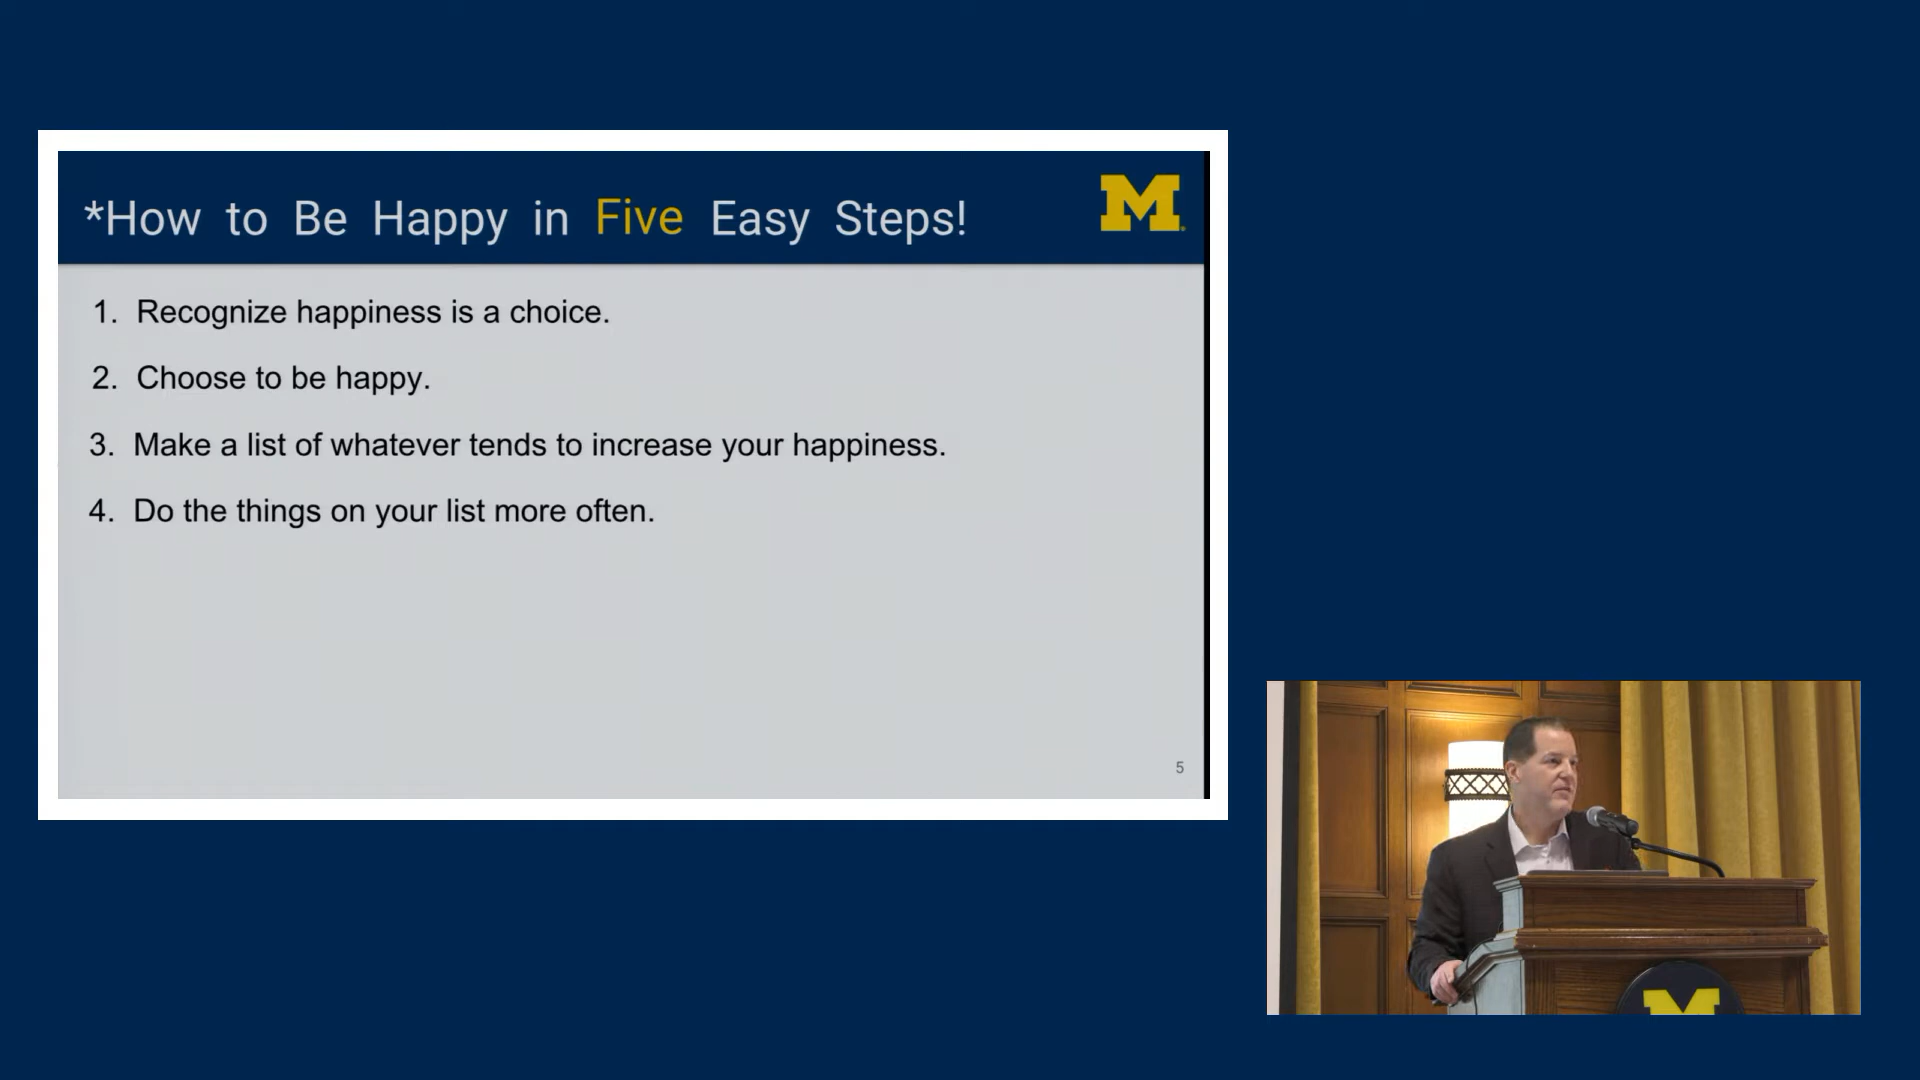 *How to Be Happy in Five Easy Steps!
M
1. Recognize happiness is a choice.
2. Choose to be happy.
3. Make a list of whatever tends to increase your happiness.
4. Do the things on your list more often.
5
M